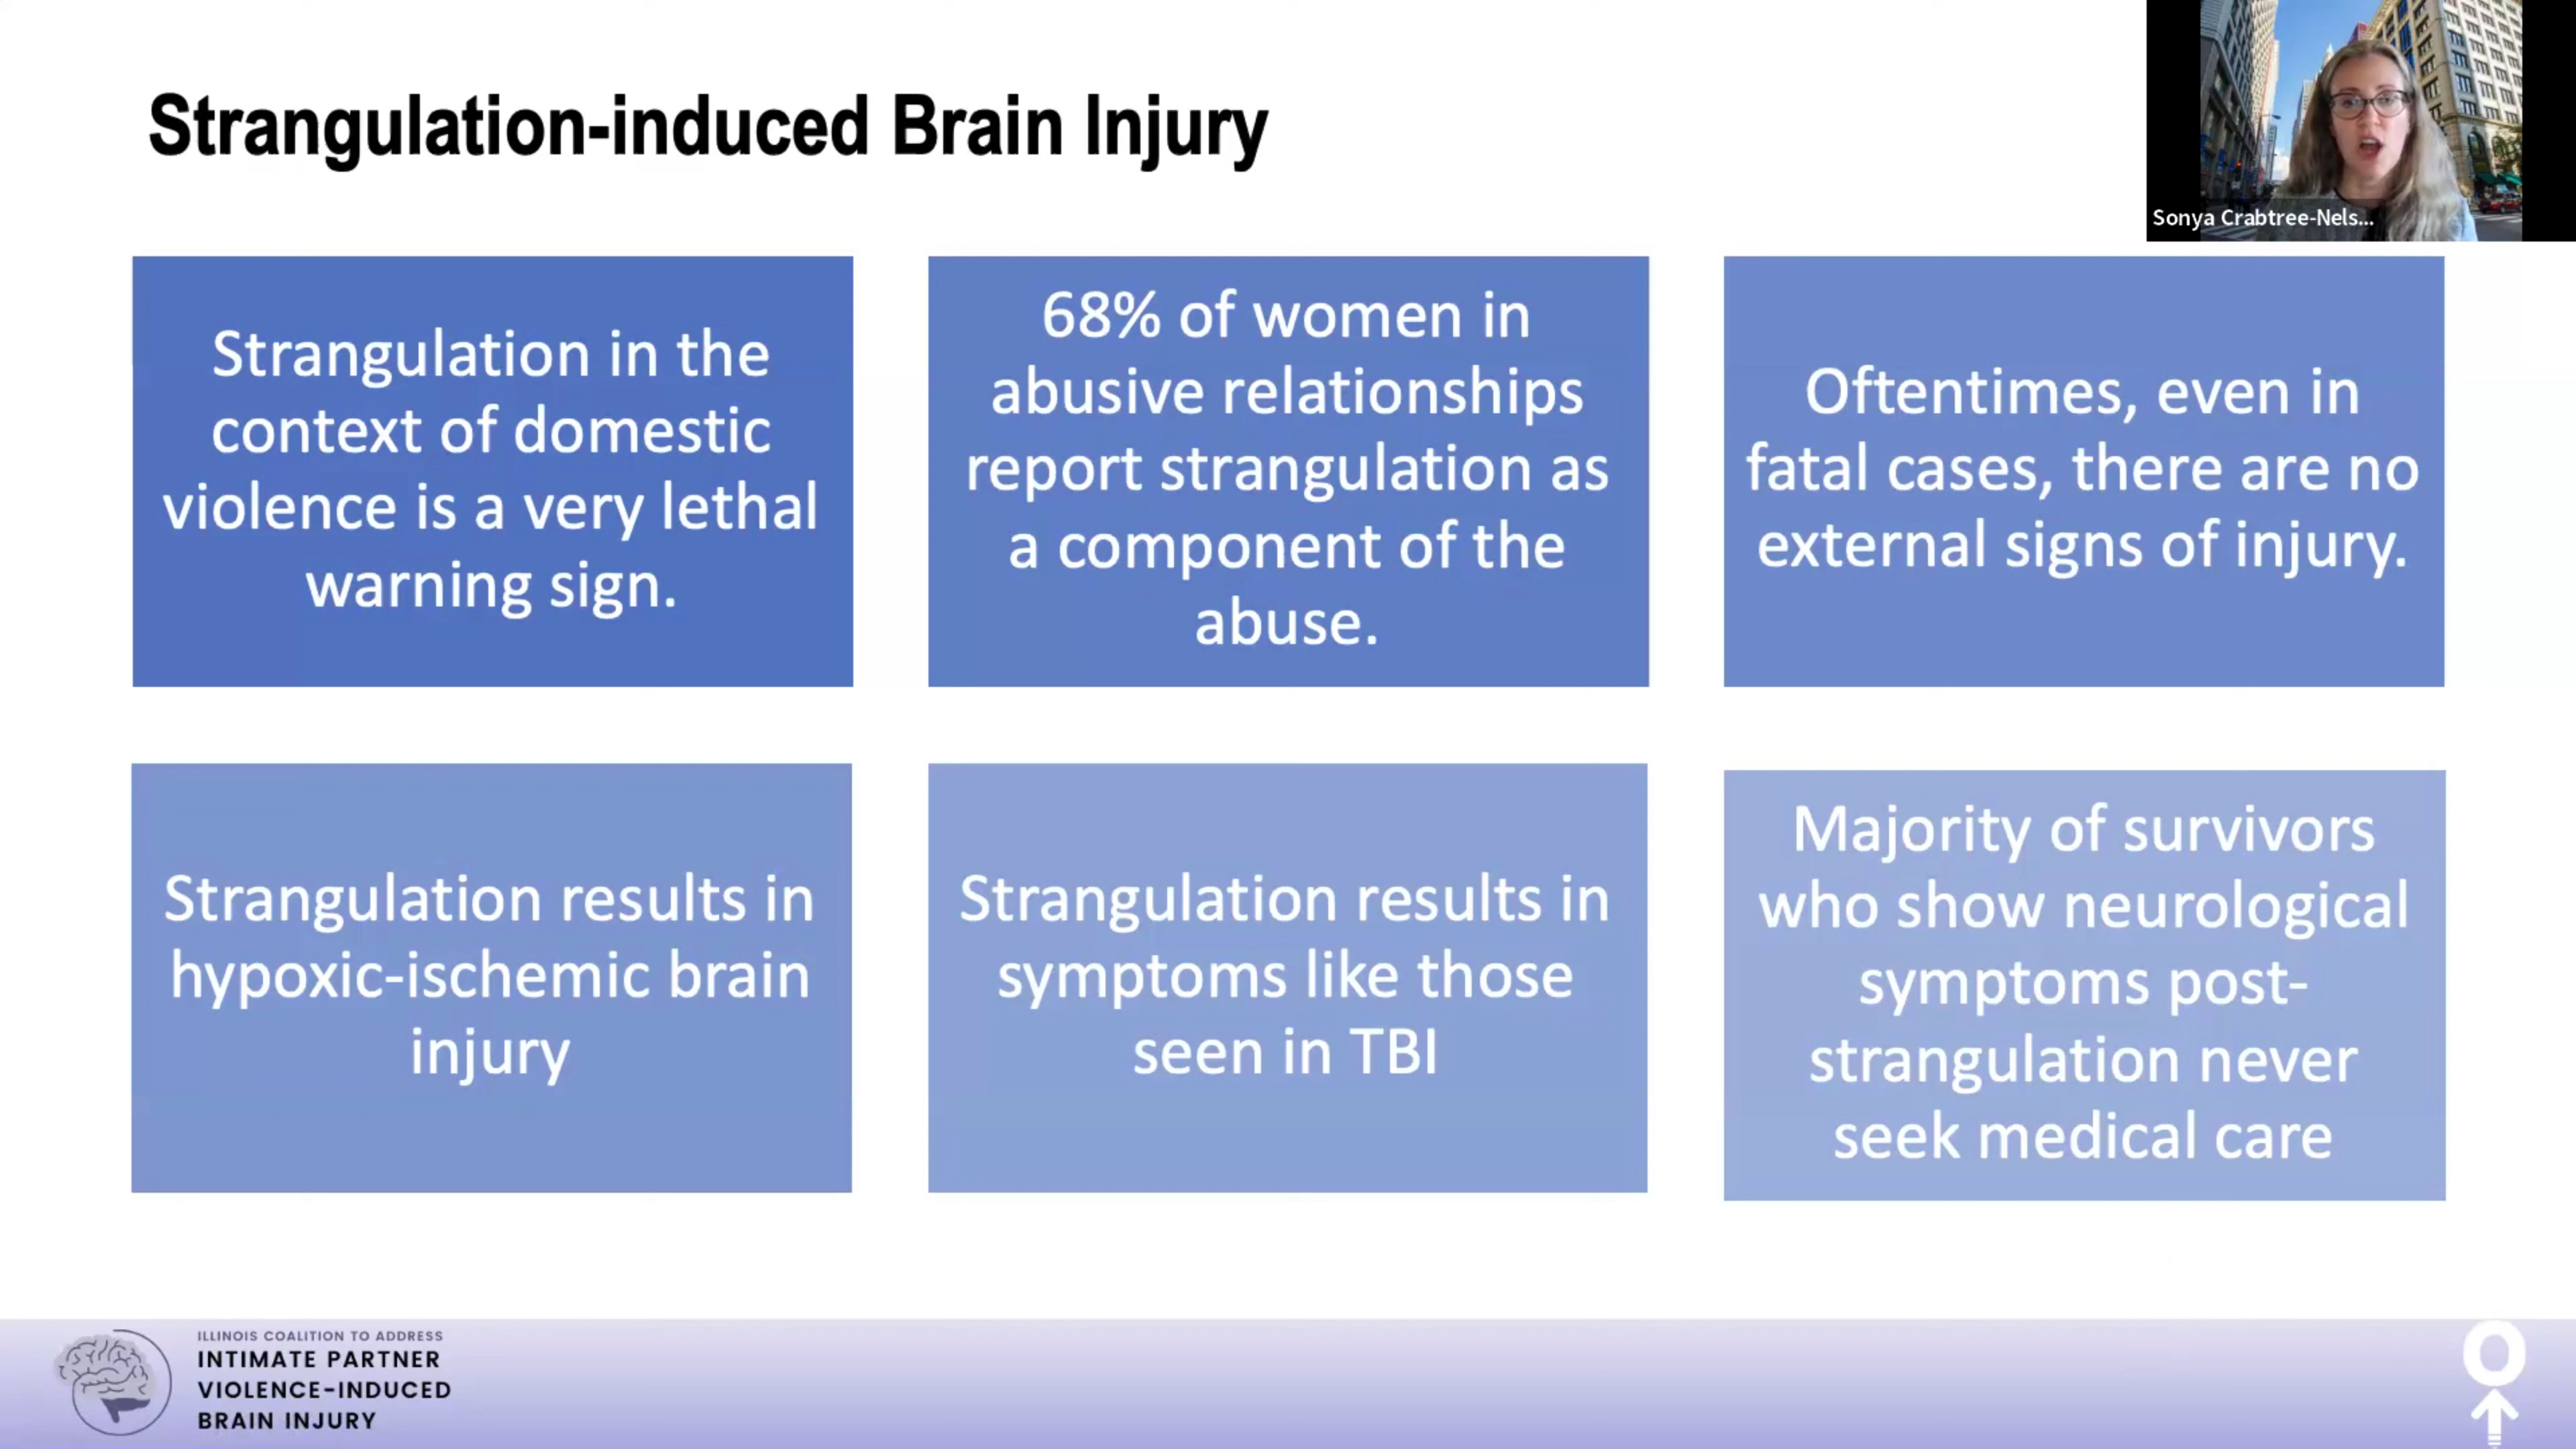 Strangulation-induced Brain Injury
Sonya Crabtree-Nels...
Strangulation in the
context of domestic
violence is a very lethal
warning sign.
68% of women in
abusive relationships
report strangulation as
a component of the
abuse.
Oftentimes, even in
fatal cases, there are no
external signs of injury.
Strangulation results in
hypoxic-ischemic brain
injury
Strangulation results in
symptoms like those
seen in TBI
Majority of survivors
who show neurological
symptoms post-
strangulation never
seek medical care
ILLINOIS COALITION TO ADDRESS
INTIMATE PARTNER
VIOLENCE-INDUCED
BRAIN INJURY